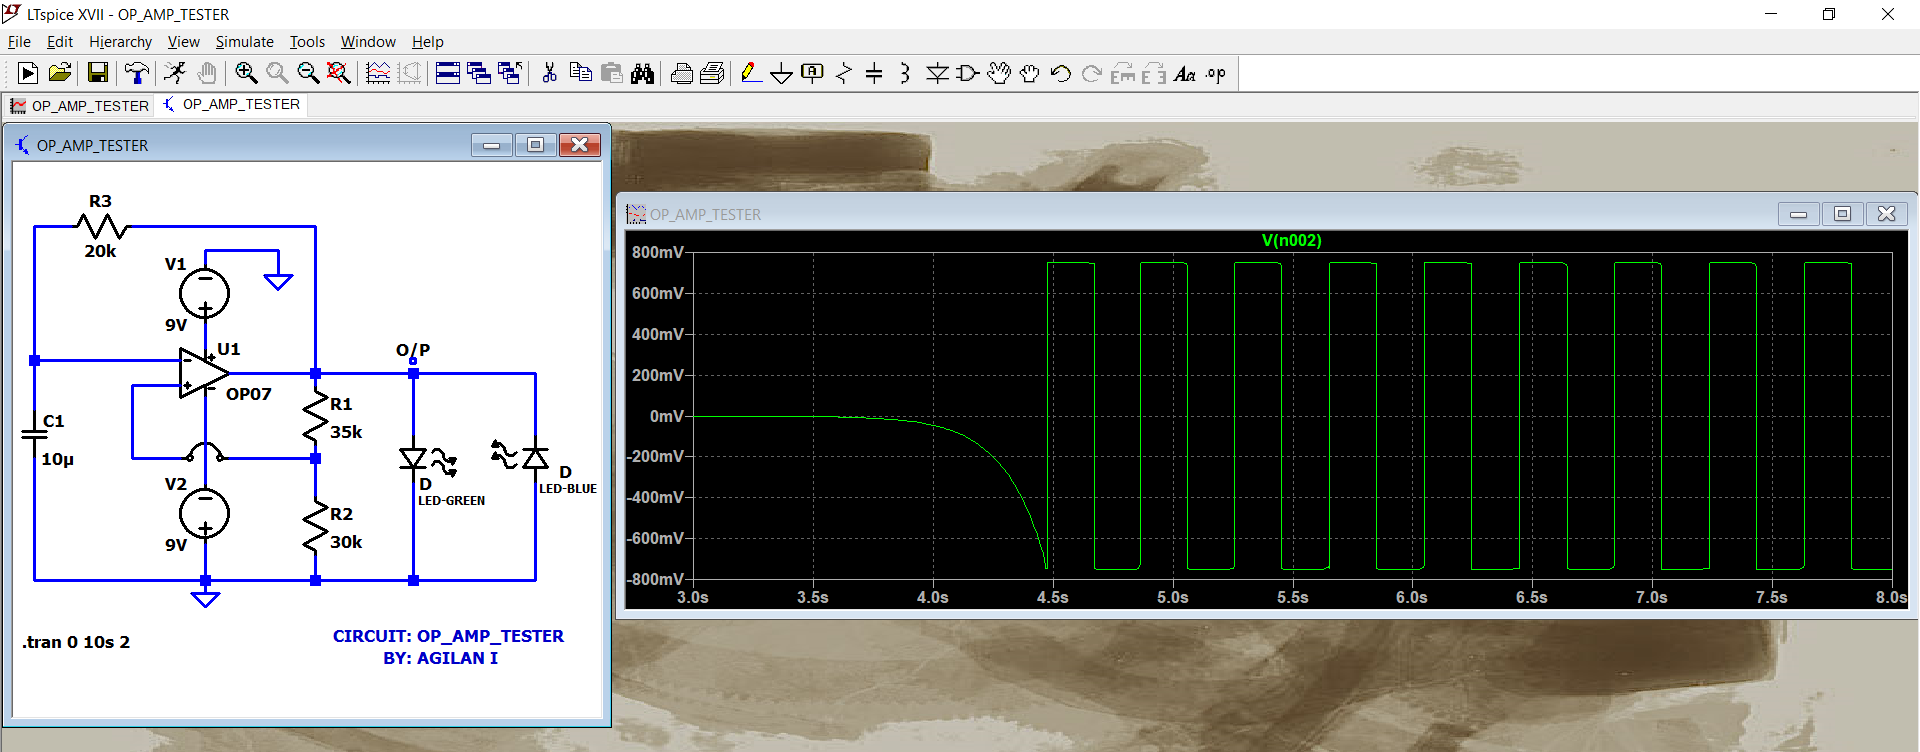 LTspice XVII - OP_AMP_TESTER
File Edit Hierarchy View Simulate Tools Window Help
A Aa .op
OP_AMP_TESTER OP_AMP_TESTER
OP_AMP_TESTER
R3
20k
V1
9V
U1
OP07
O/P
R1
35k
C1
10µ
D
LED-GREEN
D
LED-BLUE
V2
9V
R2
30k
.tran 0 10s 2
CIRCUIT: OP_AMP_TESTER
BY: AGILAN I
OP_AMP_TESTER
V(n002)
800mV
600mV
400mV
200mV
0mV
-200mV
-400mV
-600mV
-800mV
3.0s 3.5s 4.0s 4.5s 5.0s 5.5s 6.0s 6.5s 7.0s 7.5s 8.0s